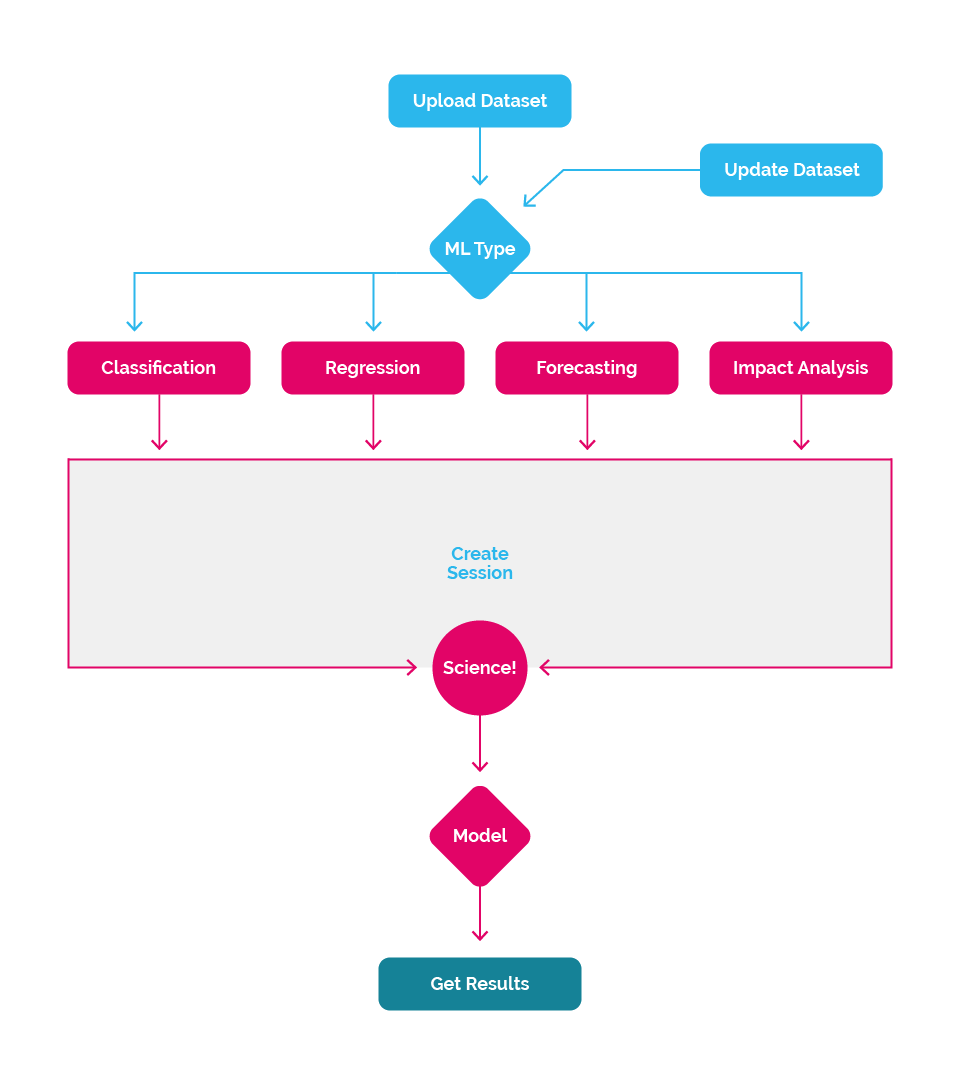 Upload Dataset
Update Dataset
ML Type
Classification
Regression
Forecasting
Impact Analysis
Create
Session
Science!
Model
Get Results